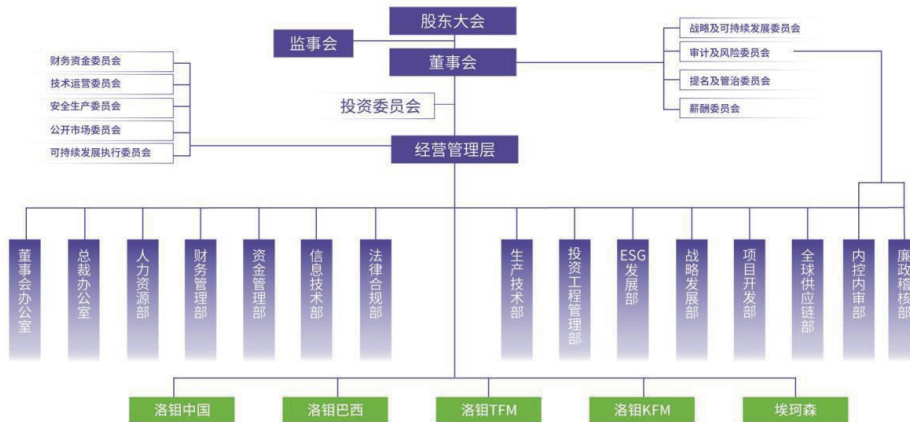 股东大会
监事会
董事会
战略及可持续发展委员会
审计及风险委员会
提名及管治委员会
薪酬委员会
财务资金委员会
技术运营委员会
安全生产委员会
公开市场委员会
可持续发展执行委员会
投资委员会
经营管理层
董事会办公室
总裁办公室
人力资源部
财务管理部
资金管理部
信息技术部
法律合规部
生产技术部
投资工程管理部
ESG发展部
战略发展部
项目开发部
全球供应链部
内控内审部
廉政稽核部
洛钼中国
洛钼巴西
洛钼TFM
洛钼KFM
埃珂森